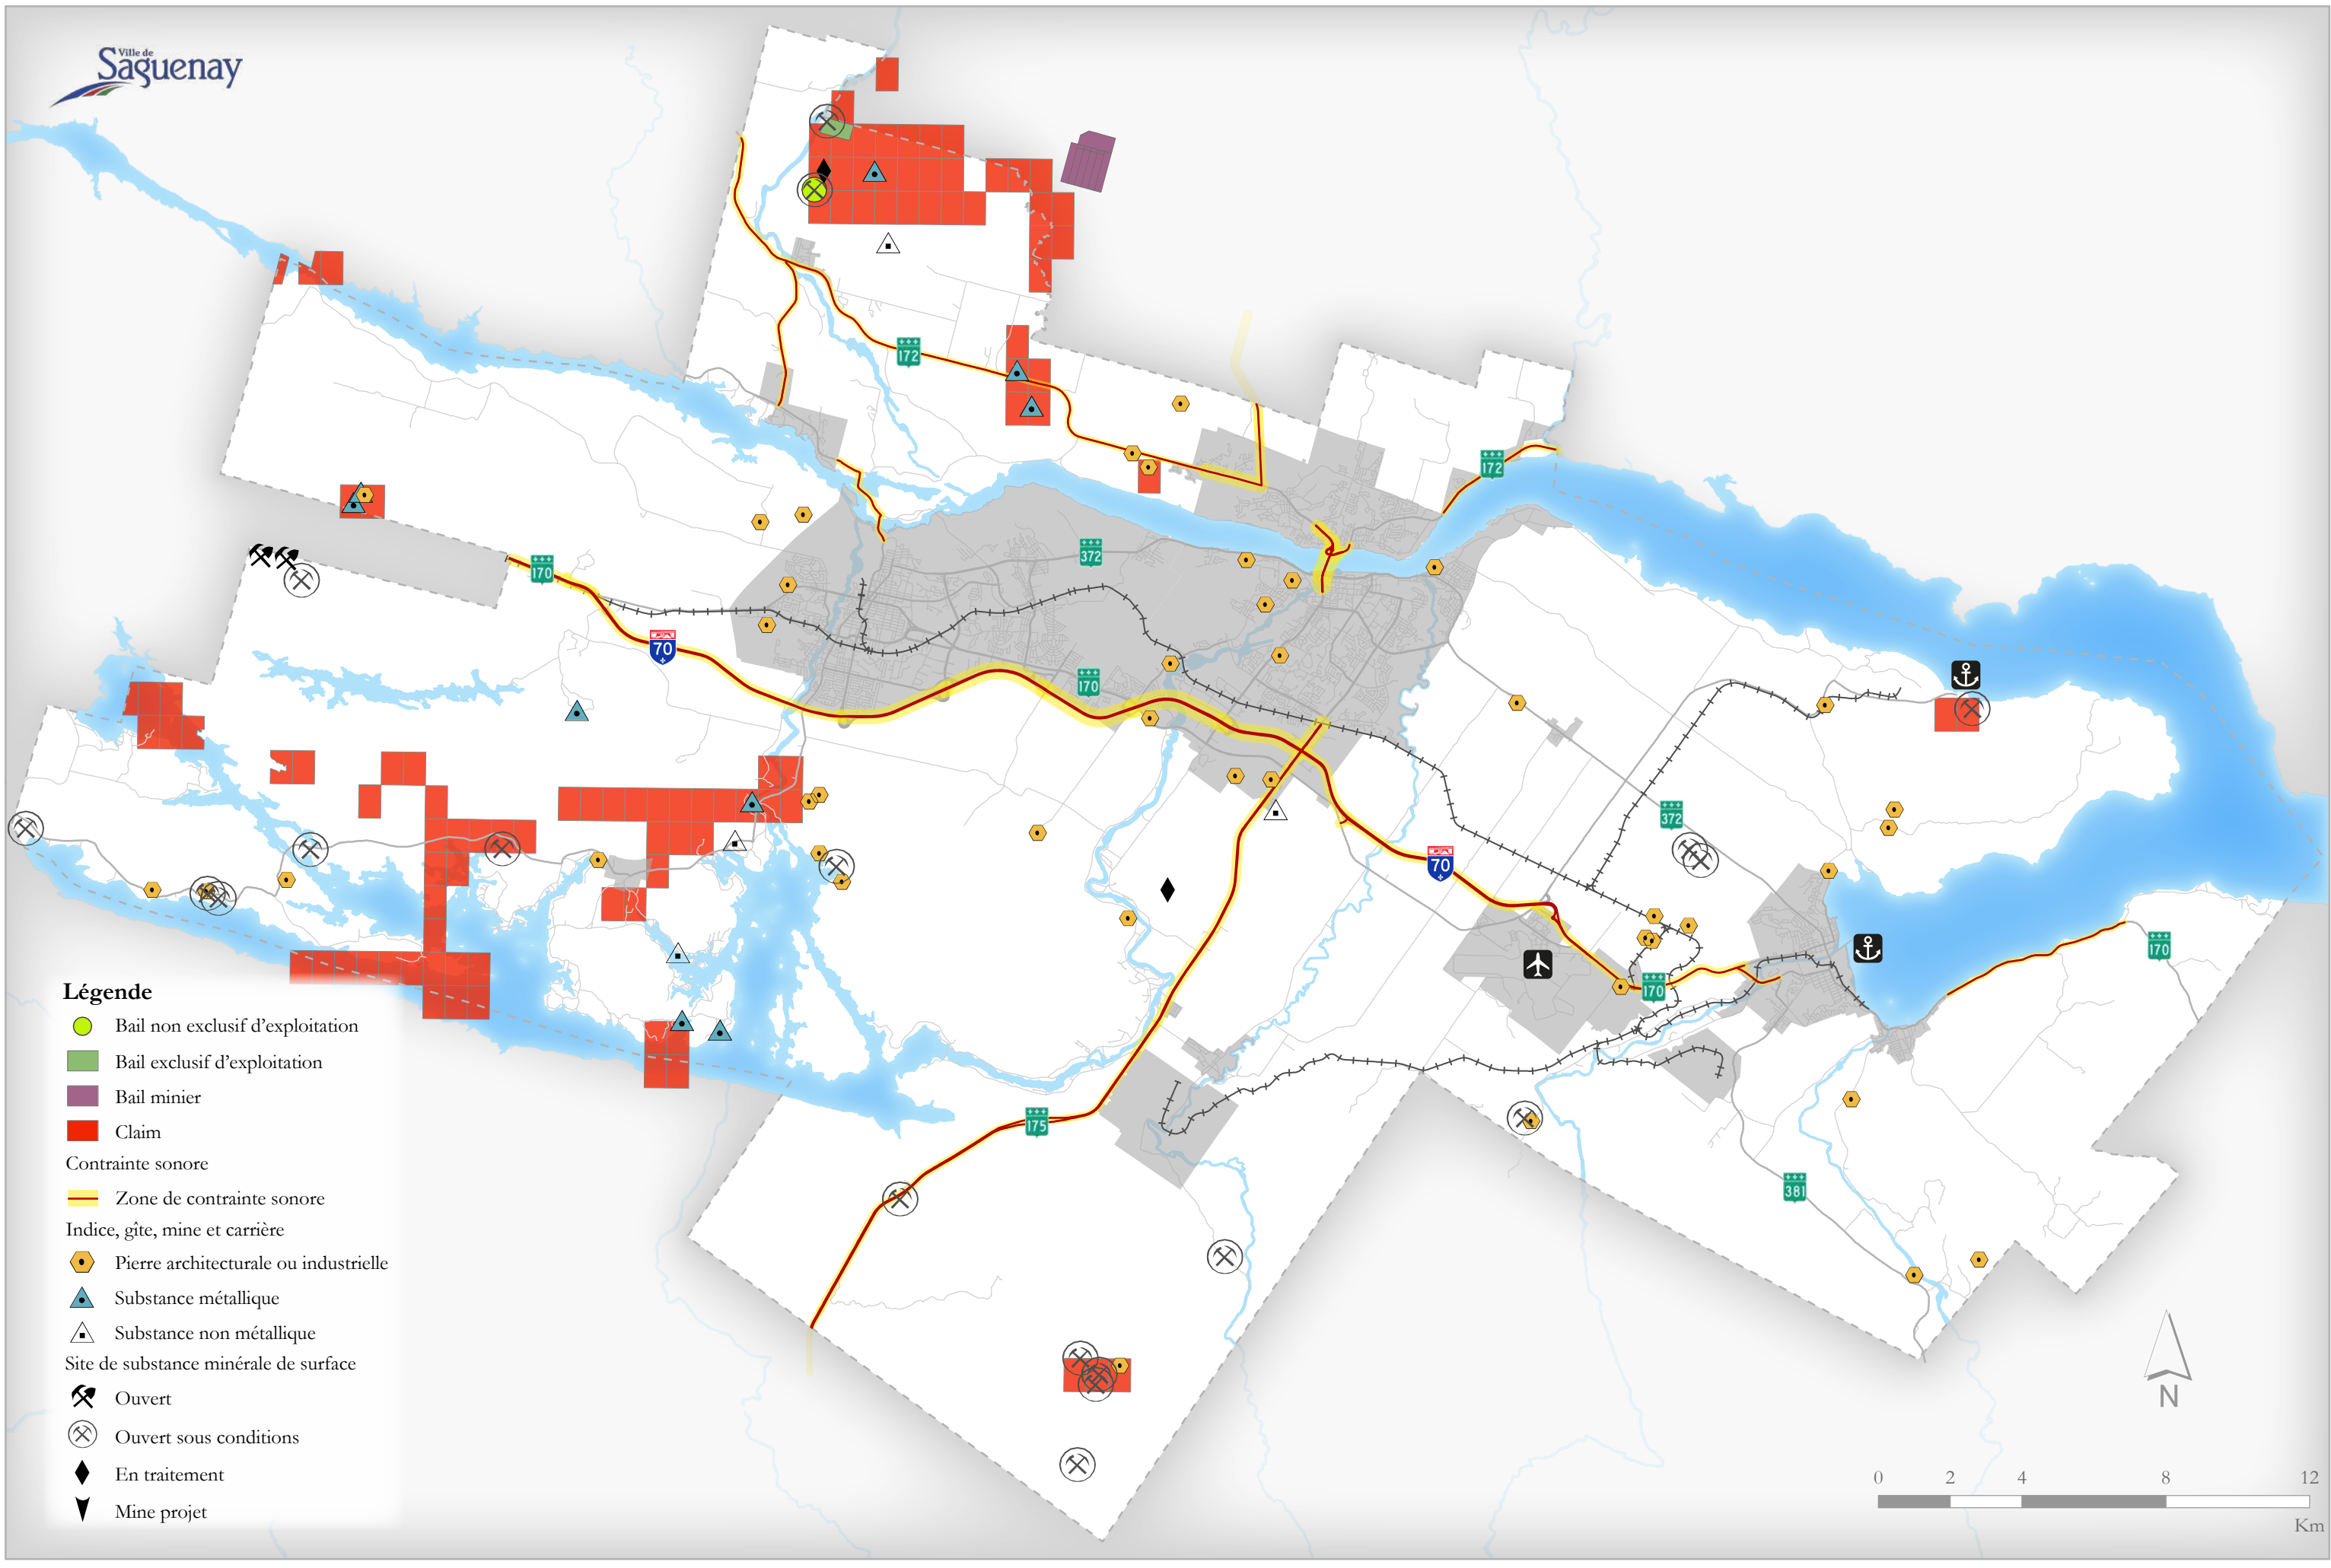 Ville de
Saguenay
172
172
372
170
70
170
372
70
170
170
175
381
Légende
Bail non exclusif d'exploitation
Bail exclusif d'exploitation
Bail minier
Claim
Contrainte sonore
Zone de contrainte sonore
Indice, gîte, mine et carrière
Pierre architecturale ou industrielle
Substance métallique
Substance non métallique
Site de substance minérale de surface
Ouvert
Ouvert sous conditions
En traitement
Mine projet
N
0 2 4 8 12
Km